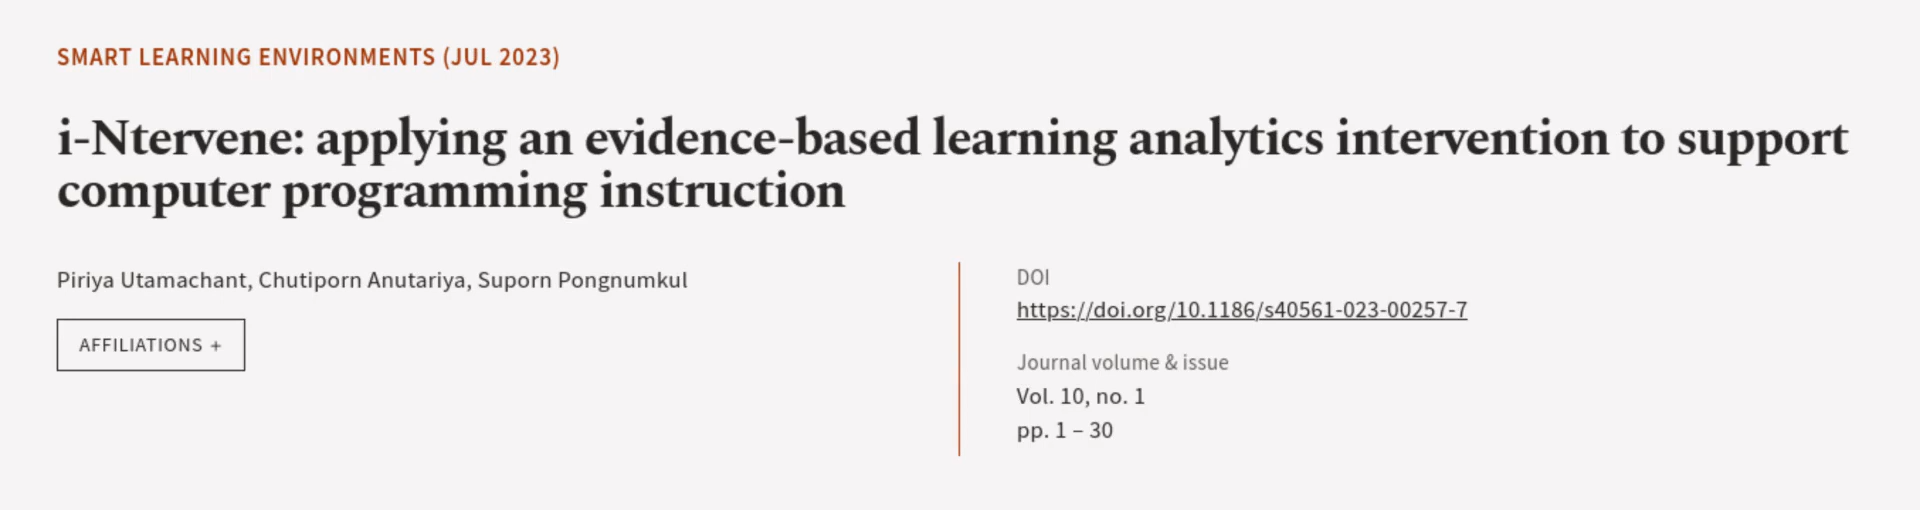 SMART LEARNING ENVIRONMENTS (JUL 2023)
i-Ntervene: applying an evidence-based learning analytics intervention to support
computer programming instruction
Piriya Utamachant, Chutiporn Anutariya, Suporn Pongnumkul
AFFILIATIONS +
DOI
https://doi.org/10.1186/s40561-023-00257-7
Journal volume & issue
Vol. 10, no. 1
pp. 1 – 30